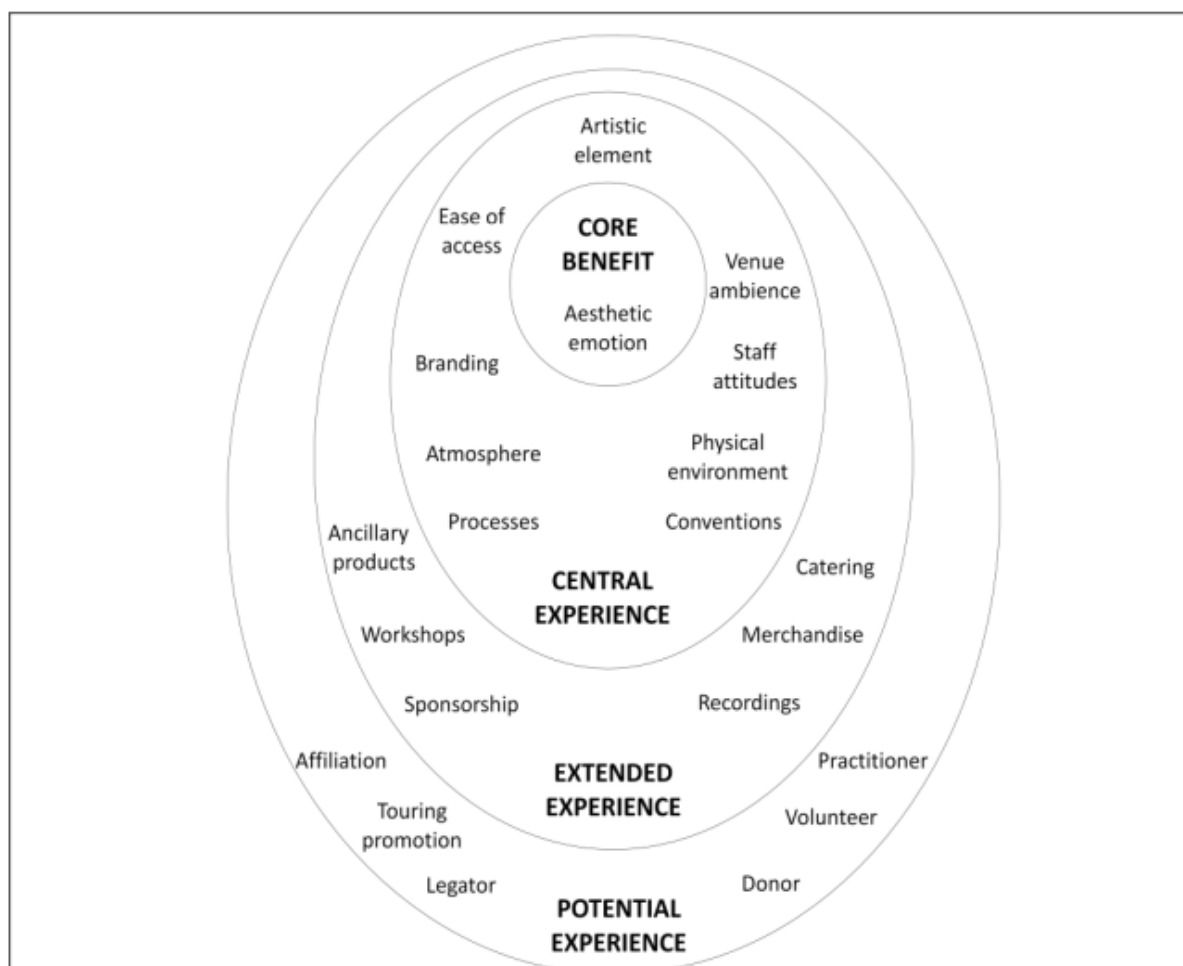 Artistic
element
Ease of
access
CORE
BENEFIT
Venue
ambience
Aesthetic
emotion
Branding
Staff
attitudes
Atmosphere
Physical
environment
Processes
Conventions
Ancillary
products
CENTRAL
EXPERIENCE
Catering
Workshops
Merchandise
Sponsorship
Recordings
Affiliation
EXTENDED
EXPERIENCE
Practitioner
Touring
promotion
Volunteer
Legator
POTENTIAL
EXPERIENCE
Donor